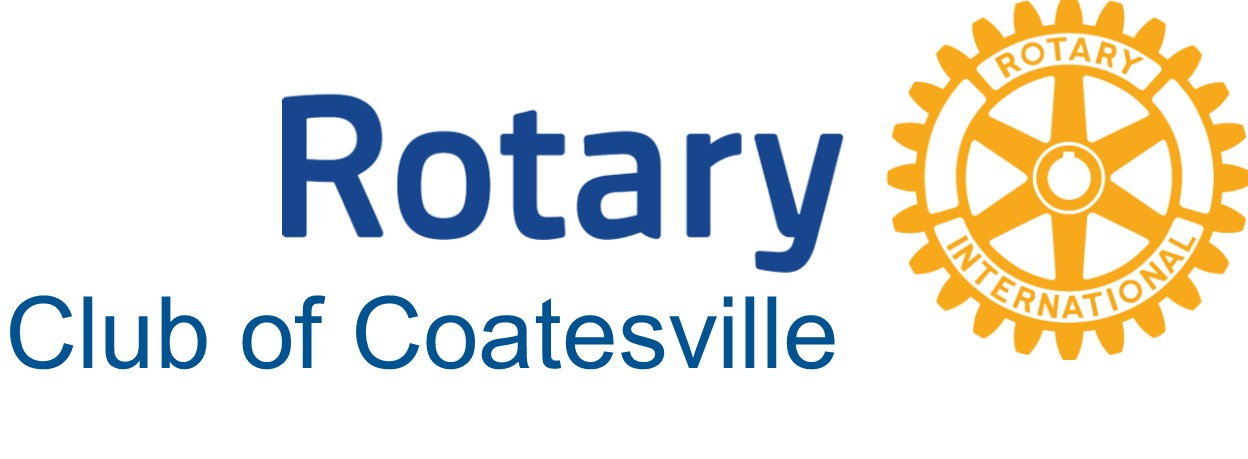 Rotary
Club of Coatesville
ROTARY
INTERNATIONAL